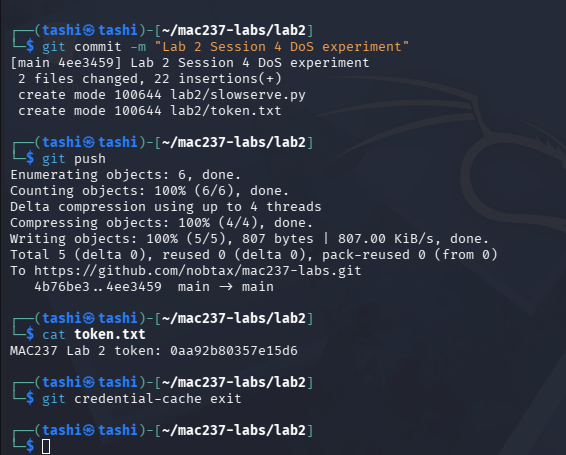 ┌──(tashi㉿tashi)-[~/mac237-labs/lab2]
└─$ git commit -m "Lab 2 Session 4 DoS experiment"
[main 4ee3459] Lab 2 Session 4 DoS experiment
 2 files changed, 22 insertions(+)
 create mode 100644 lab2/slowserve.py
 create mode 100644 lab2/token.txt
┌──(tashi㉿tashi)-[~/mac237-labs/lab2]
└─$ git push
Enumerating objects: 6, done.
Counting objects: 100% (6/6), done.
Delta compression using up to 4 threads
Compressing objects: 100% (4/4), done.
Writing objects: 100% (5/5), 807 bytes | 807.00 KiB/s, done.
Total 5 (delta 0), reused 0 (delta 0), pack-reused 0 (from 0)
To https://github.com/nobtax/mac237-labs.git
   4b76be3..4ee3459  main -> main
┌──(tashi㉿tashi)-[~/mac237-labs/lab2]
└─$ cat token.txt
MAC237 Lab 2 token: 0aa92b80357e15d6
┌──(tashi㉿tashi)-[~/mac237-labs/lab2]
└─$ git credential-cache exit
┌──(tashi㉿tashi)-[~/mac237-labs/lab2]
└─$